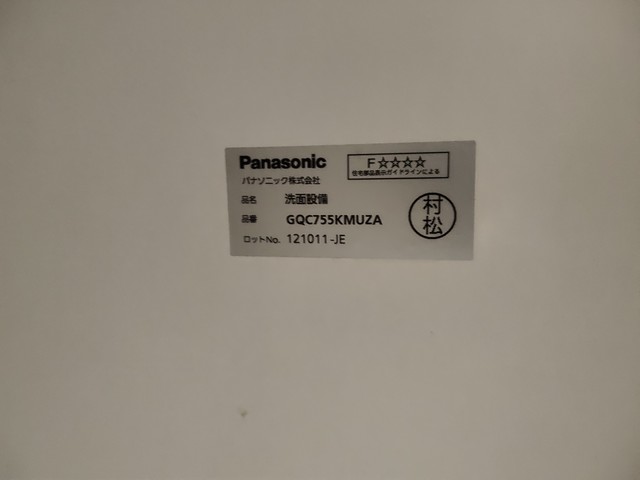 Panasonic
F☆☆☆☆
住宅部品表示ガイドラインによる
パナソニック株式会社
品名 洗面設備
品番 GQC755KMUZA
村松
ロットNo. 121011-JE